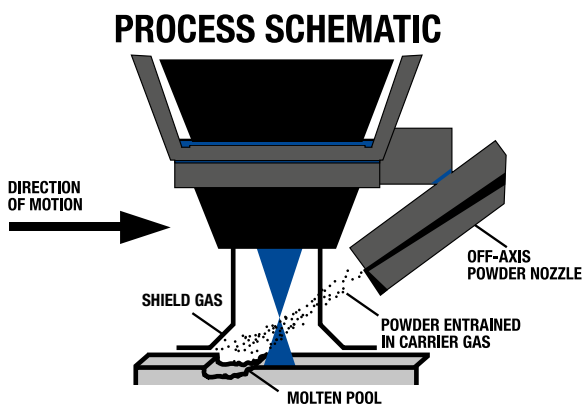 PROCESS SCHEMATIC
DIRECTION
OF MOTION
OFF-AXIS
POWDER NOZZLE
SHIELD GAS
POWDER ENTRAINED
IN CARRIER GAS
MOLTEN POOL